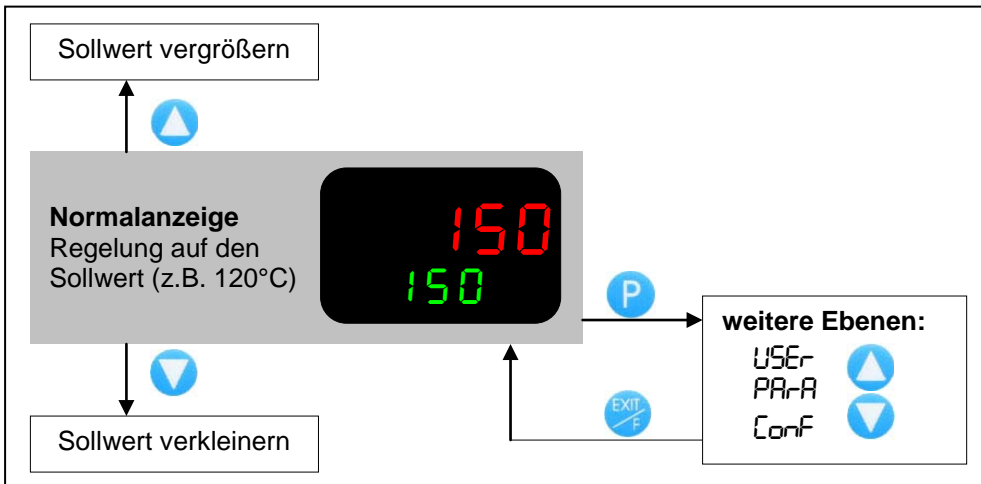 Sollwert vergrößern
Normalanzeige
Regelung auf den
Sollwert (z.B. 120°C)
150
150
P
weitere Ebenen:
USEr
PArA
ConF
EXIT/F
Sollwert verkleinern